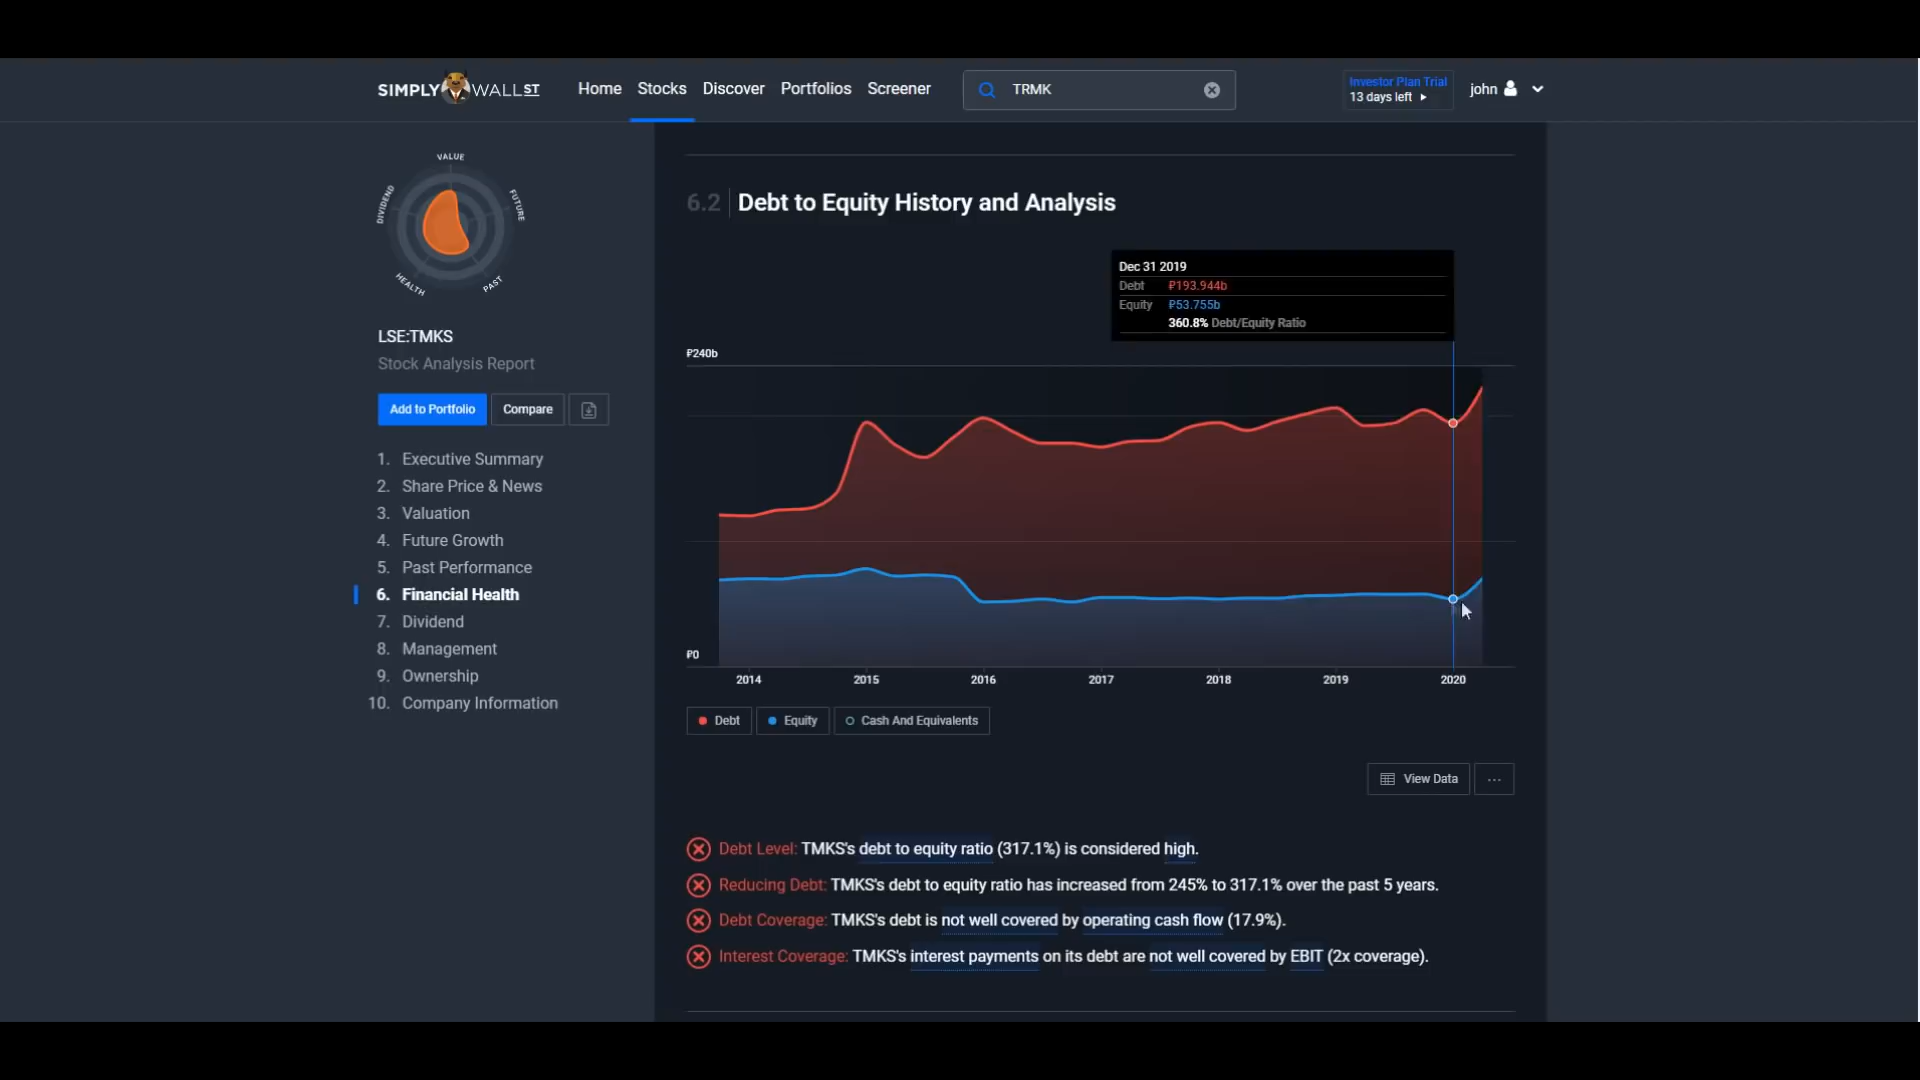 SIMPLY WALLST
Home Stocks Discover Portfolios Screener
TRMK
Investor Plan Trial
13 days left
john
VALUE
FUTURE
PAST
HEALTH
DIVIDEND
LSE:TMKS
Stock Analysis Report
Add to Portfolio
Compare
1. Executive Summary
2. Share Price & News
3. Valuation
4. Future Growth
5. Past Performance
6. Financial Health
7. Dividend
8. Management
9. Ownership
10. Company Information
6.2 Debt to Equity History and Analysis
Dec 31 2019
Debt ₽193.944b
Equity ₽53.755b
360.8% Debt/Equity Ratio
₽240b
₽0
2014 2015 2016 2017 2018 2019 2020
Debt Equity Cash And Equivalents
View Data ...
Debt Level: TMKS's debt to equity ratio (317.1%) is considered high.
Reducing Debt: TMKS's debt to equity ratio has increased from 245% to 317.1% over the past 5 years.
Debt Coverage: TMKS's debt is not well covered by operating cash flow (17.9%).
Interest Coverage: TMKS's interest payments on its debt are not well covered by EBIT (2x coverage).